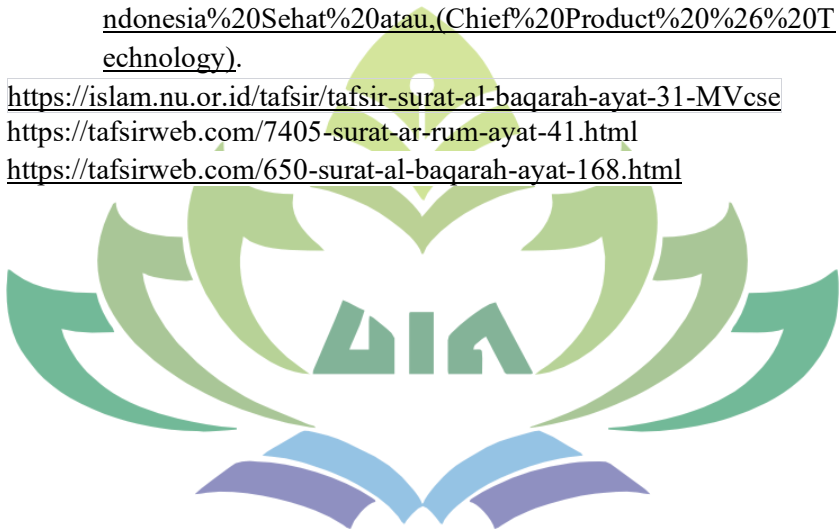 ndonesia%20Sehat%20atau,(Chief%20Product%20%26%20T
echnology).
https://islam.nu.or.id/tafsir/tafsir-surat-al-baqarah-ayat-31-MVcse
https://tafsirweb.com/7405-surat-ar-rum-ayat-41.html
https://tafsirweb.com/650-surat-al-baqarah-ayat-168.html
UIN